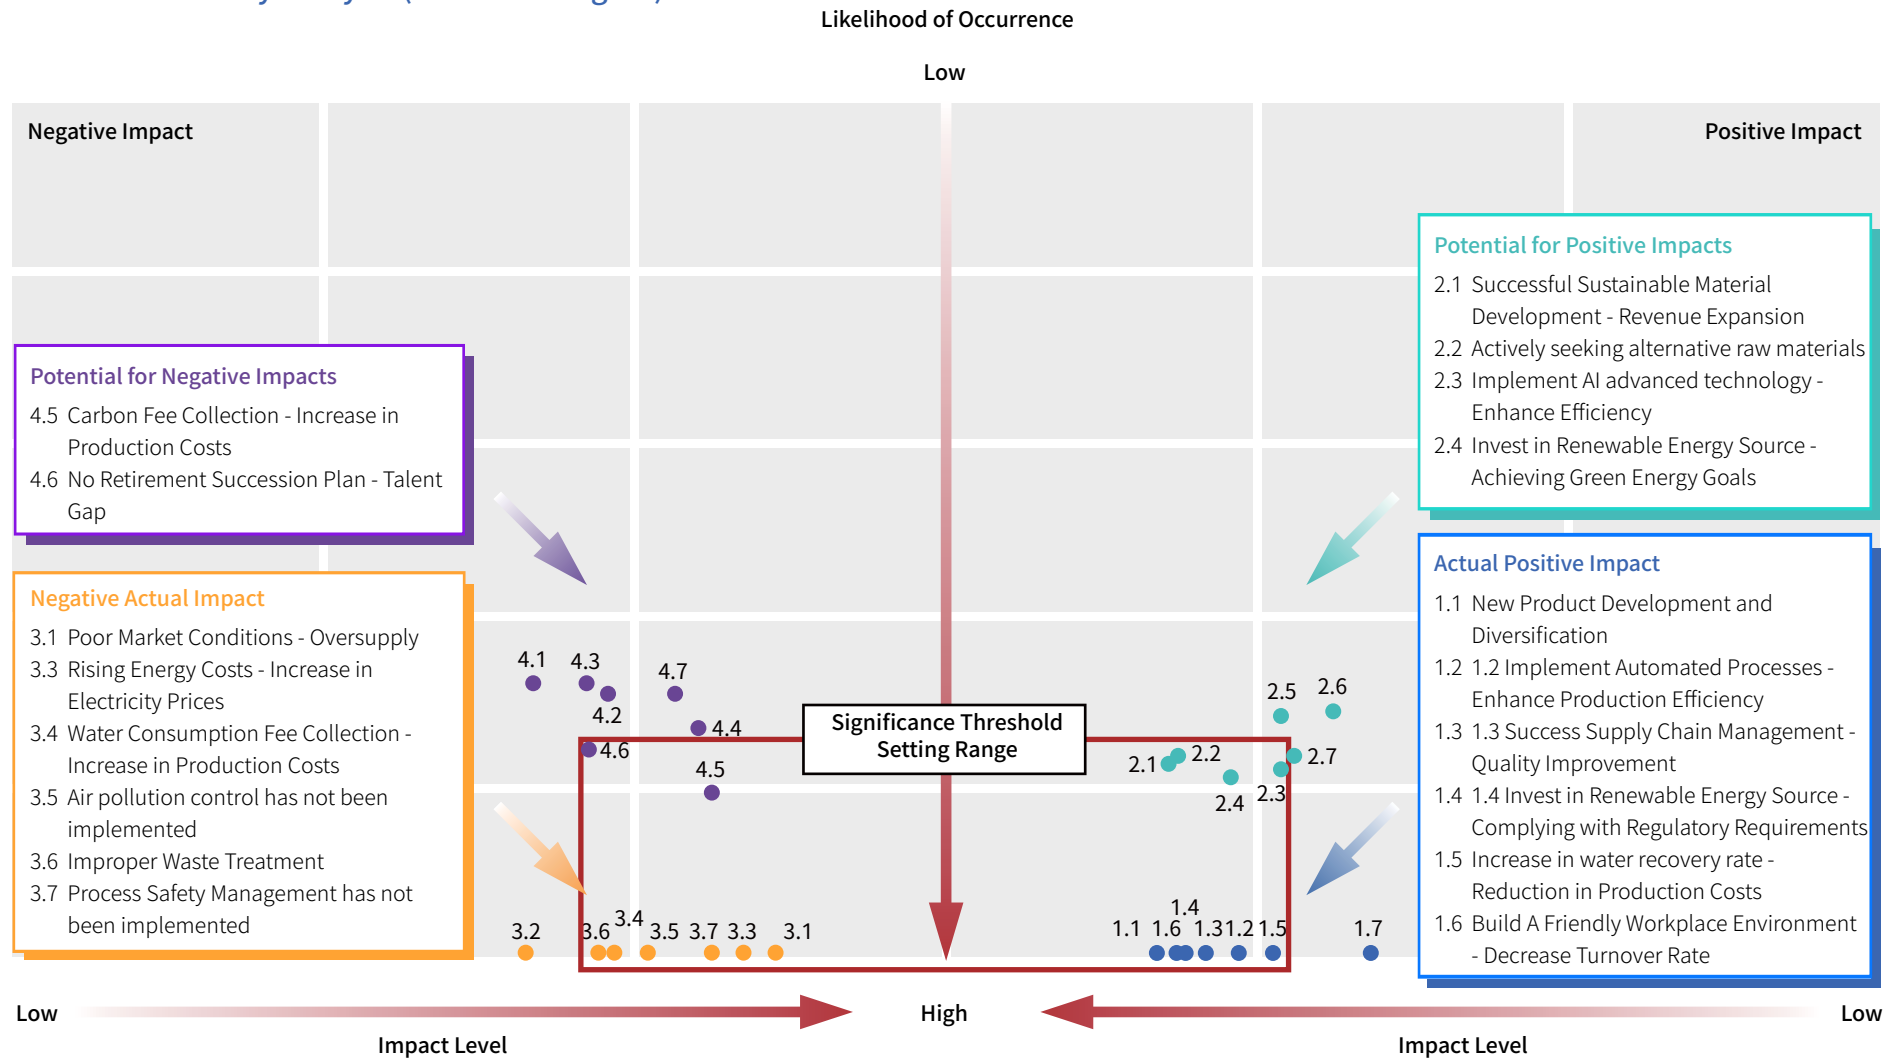 Likelihood of Occurrence
Low
Negative Impact
Positive Impact
Potential for Positive Impacts
2.1 Successful Sustainable Material
Development - Revenue Expansion
2.2 Actively seeking alternative raw materials
2.3 Implement AI advanced technology -
Enhance Efficiency
2.4 Invest in Renewable Energy Source -
Achieving Green Energy Goals
Potential for Negative Impacts
4.5 Carbon Fee Collection - Increase in
Production Costs
4.6 No Retirement Succession Plan - Talent
Gap
Actual Positive Impact
1.1 New Product Development and
Diversification
1.2 1.2 Implement Automated Processes -
Enhance Production Efficiency
1.3 1.3 Success Supply Chain Management -
Quality Improvement
1.4 1.4 Invest in Renewable Energy Source -
Complying with Regulatory Requirements
1.5 Increase in water recovery rate -
Reduction in Production Costs
1.6 Build A Friendly Workplace Environment
- Decrease Turnover Rate
Negative Actual Impact
3.1 Poor Market Conditions - Oversupply
3.3 Rising Energy Costs - Increase in
Electricity Prices
3.4 Water Consumption Fee Collection -
Increase in Production Costs
3.5 Air pollution control has not been
implemented
3.6 Improper Waste Treatment
3.7 Process Safety Management has not
been implemented
4.1
4.3
4.7
4.2
4.4
4.6
4.5
Significance Threshold
Setting Range
2.5
2.6
2.1
2.2
2.7
2.4
2.3
3.2
3.6
3.4
3.5
3.7
3.3
3.1
1.1
1.6
1.4
1.3
1.2
1.5
1.7
Low
High
Low
Impact Level
Impact Level